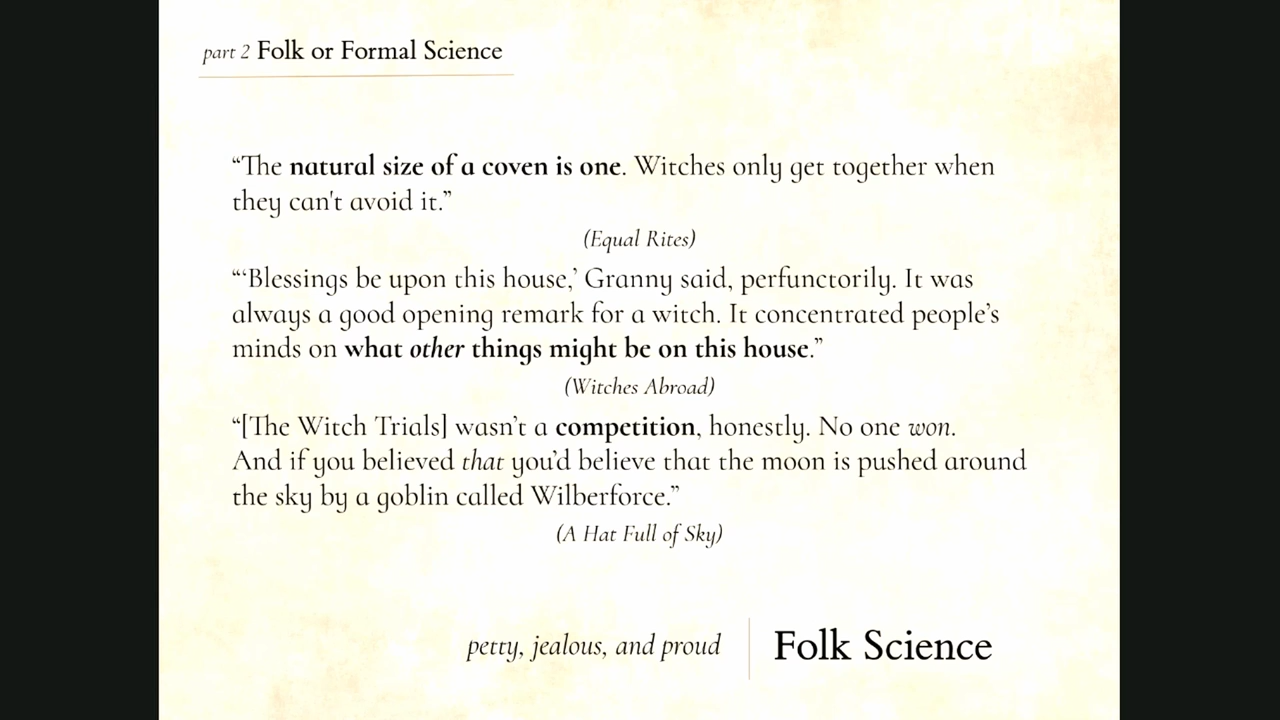 part 2 Folk or Formal Science
“The natural size of a coven is one. Witches only get together when
they can't avoid it.”
(Equal Rites)
“‘Blessings be upon this house,’ Granny said, perfunctorily. It was
always a good opening remark for a witch. It concentrated people’s
minds on what other things might be on this house.”
(Witches Abroad)
“[The Witch Trials] wasn’t a competition, honestly. No one won.
And if you believed that you’d believe that the moon is pushed around
the sky by a goblin called Wilberforce.”
(A Hat Full of Sky)
petty, jealous, and proud
Folk Science